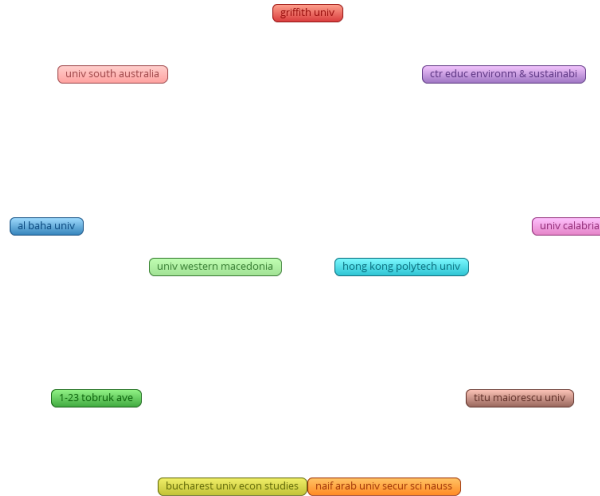 griffith univ
univ south australia
ctr educ environm & sustainabi
al baha univ
univ calabria
univ western macedonia
hong kong polytech univ
1-23 tobruk ave
titu maiorescu univ
bucharest univ econ studies
naif arab univ secur sci nauss